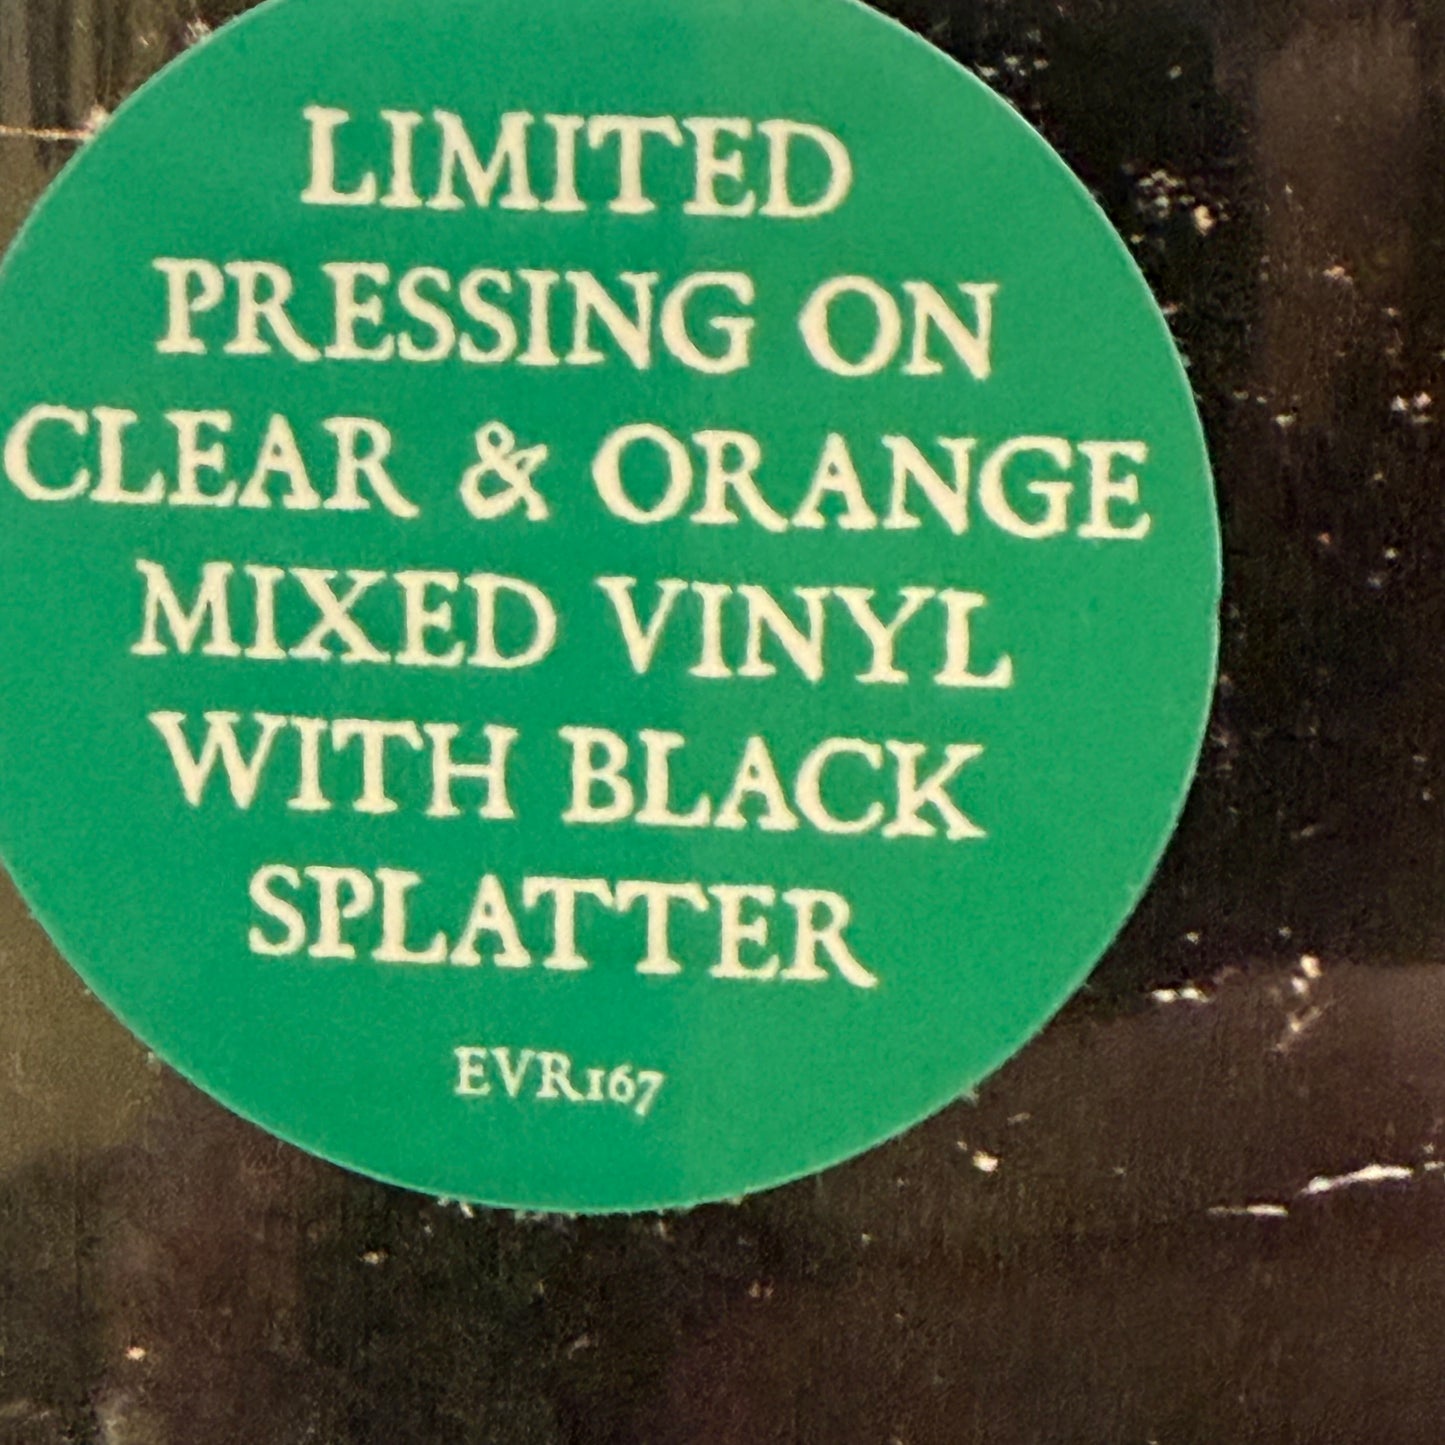 LIMITED
PRESSING ON
CLEAR & ORANGE
MIXED VINYL
WITH BLACK
SPLATTER
EVR167